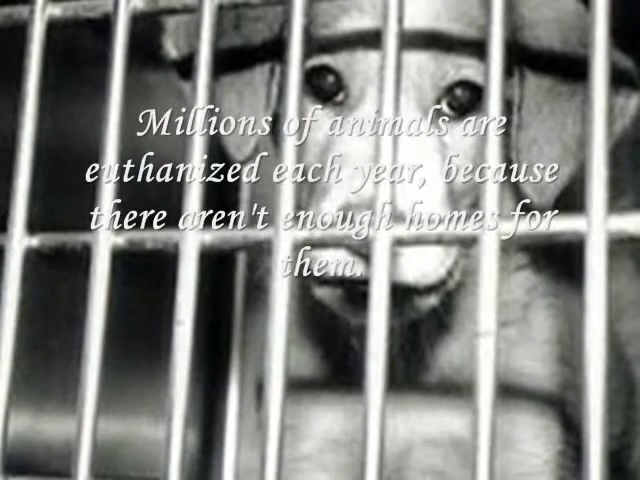 Millions of animals are
euthanized each year, because
there aren't enough homes for
them.